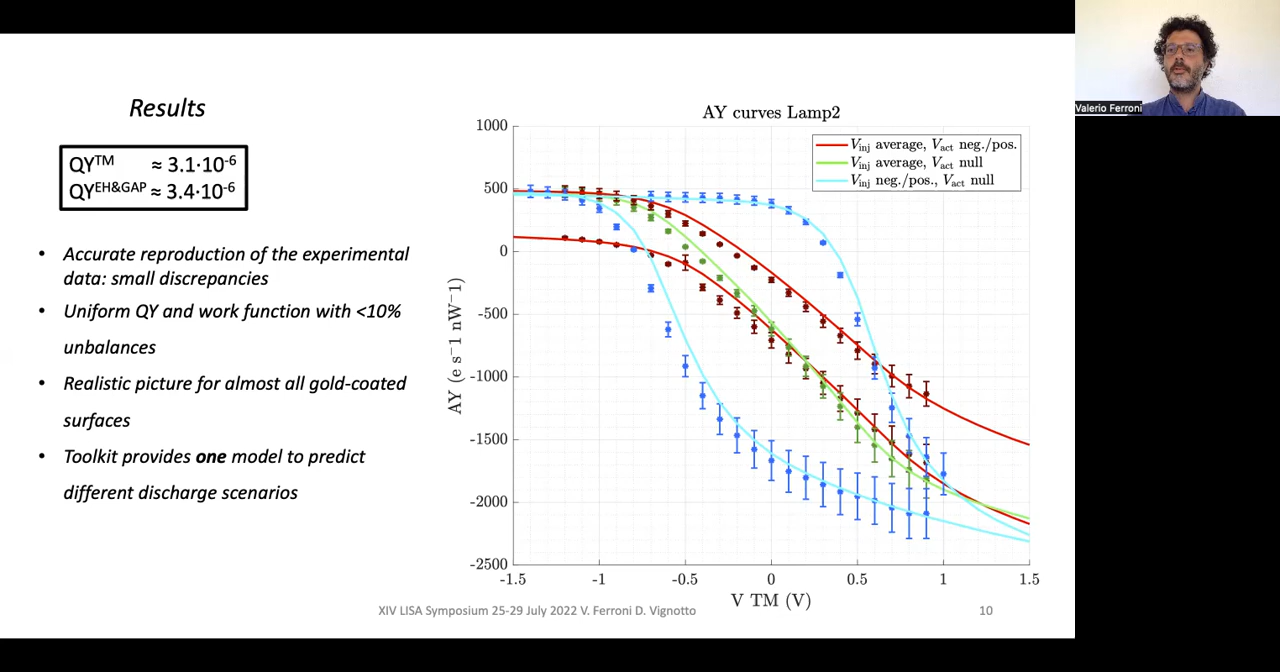 Results
QYᵀᴹ ≈ 3.1·10⁻⁶
QYᴱᴴ&ᴳᴬᴾ ≈ 3.4·10⁻⁶
• Accurate reproduction of the experimental
data: small discrepancies
• Uniform QY and work function with <10%
unbalances
• Realistic picture for almost all gold-coated
surfaces
• Toolkit provides one model to predict
different discharge scenarios
AY curves Lamp2
V_inj average, V_act neg./pos.
V_inj average, V_act null
V_inj neg./pos., V_act null
AY (e s−1 nW−1)
1000
500
0
-500
-1000
-1500
-2000
-2500
-1.5 -1 -0.5 0 0.5 1 1.5
V TM (V)
XIV LISA Symposium 25-29 July 2022 V. Ferroni D. Vignotto
10
Valerio Ferroni